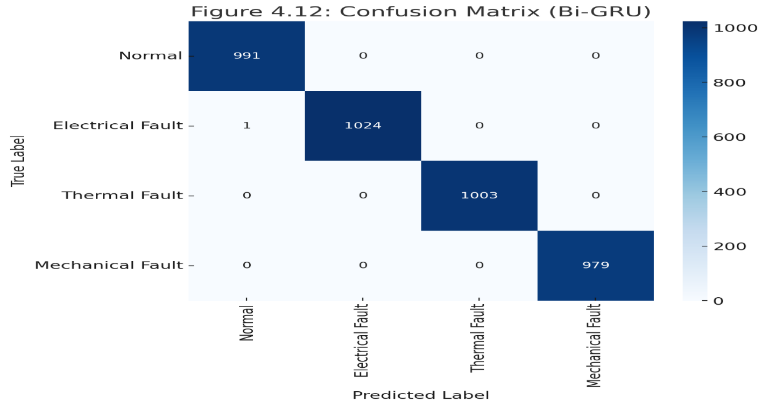 Figure 4.12: Confusion Matrix (Bi-GRU)
True Label
Normal 991 0 0 0
Electrical Fault 1 1024 0 0
Thermal Fault 0 0 1003 0
Mechanical Fault 0 0 0 979
Normal
Electrical Fault
Thermal Fault
Mechanical Fault
Predicted Label
1000
800
600
400
200
0